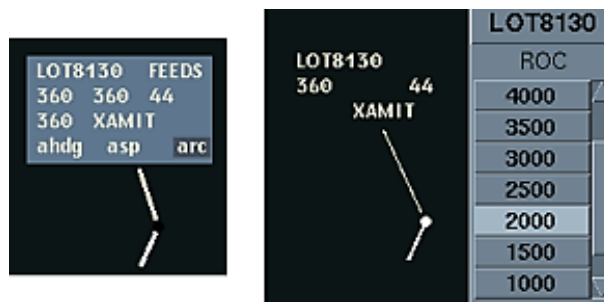 LOT8130 FEEDS
360 360 44
360 XAMIT
ahdg asp arc
LOT8130
360 44
XAMIT
LOT8130
ROC
4000
3500
3000
2500
2000
1500
1000